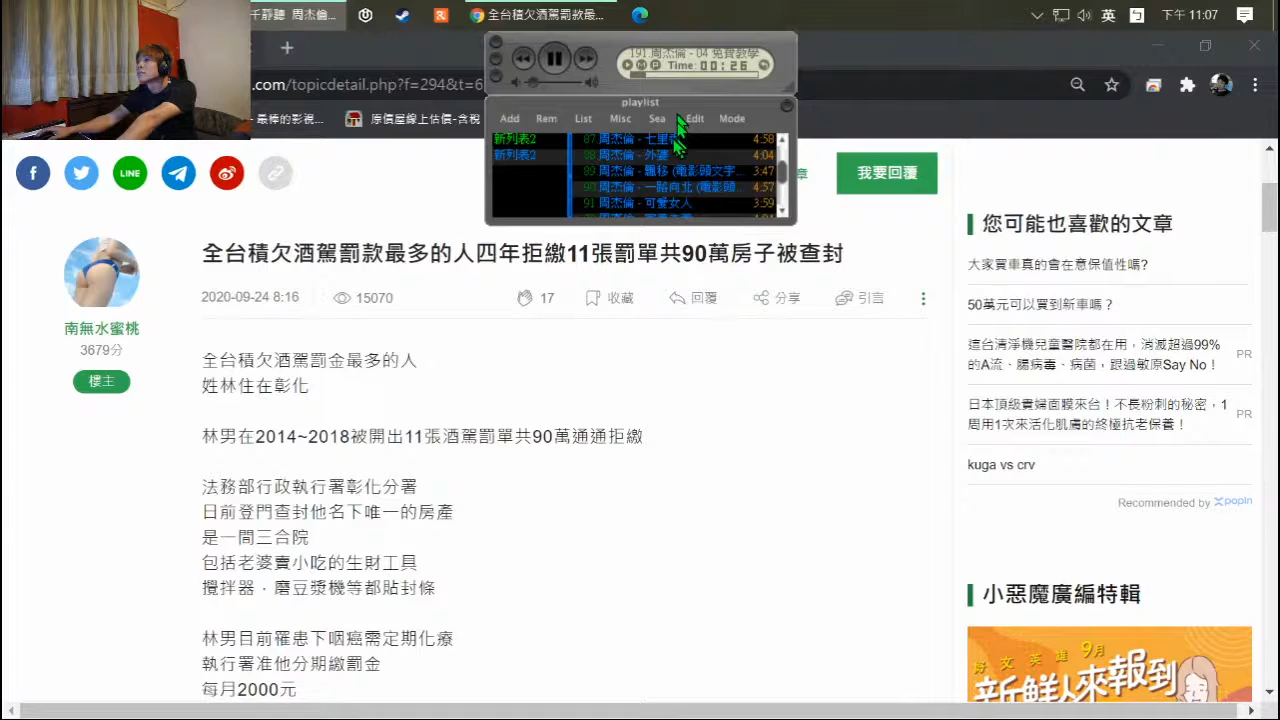 千靜聽 周杰倫...
全台積欠酒駕罰款最...
英
下午 11:07
.com/topicdetail.php?f=294&t=6
最棒的影視...
原價屋線上估價-含稅
191.周杰倫 - 04 免費教學
Time: 00:26
playlist
Add Rem List Misc Sea Edit Mode
新列表2
新列表2
87.周杰倫 - 七里香 4:58
88.周杰倫 - 外婆 4:04
89.周杰倫 - 飄移 (電影頭文字... 3:47
90.周杰倫 - 一路向北 (電影頭... 4:57
91.周杰倫 - 可愛女人 3:59
LINE
章
我要回覆
全台積欠酒駕罰款最多的人四年拒繳11張罰單共90萬房子被查封
2020-09-24 8:16
15070
17
收藏
回覆
分享
引言
南無水蜜桃
3679分
樓主
全台積欠酒駕罰金最多的人
姓林住在彰化
林男在2014~2018被開出11張酒駕罰單共90萬通通拒繳
法務部行政執行署彰化分署
日前登門查封他名下唯一的房產
是一間三合院
包括老婆賣小吃的生財工具
攪拌器．磨豆漿機等都貼封條
林男目前罹患下咽癌需定期化療
執行署准他分期繳罰金
每月2000元
您可能也喜歡的文章
大家買車真的會在意保值性嗎?
50萬元可以買到新車嗎？
這台清淨機兒童醫院都在用，消滅超過99%
的A流、腸病毒、病菌，跟過敏原Say No！
PR
日本頂級貴婦面膜來台！不長粉刺的秘密，1
周用1次來活化肌膚的終極抗老保養！
PR
kuga vs crv
Recommended by popIn
小惡魔廣編特輯
好文英雄 9月
新鮮人來報到